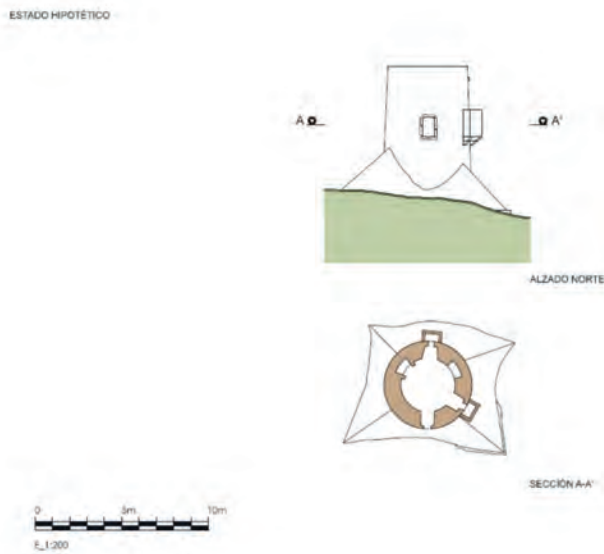 ESTADO HIPOTÉTICO
A A'
ALZADO NORTE
SECCIÓN A-A'
0 5m 10m
E_1:200